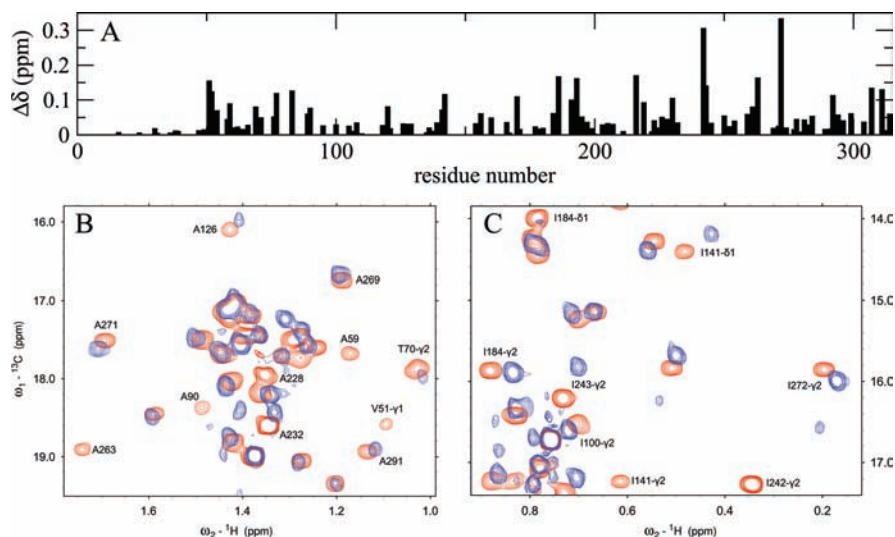 A
Δδ (ppm)
0.3
0.2
0.1
0
0 100 200 300
residue number
B
16.0
17.0
18.0
19.0
ω₁ - ¹³C (ppm)
A126
A269
A271
A59
T70-γ2
A228
A90
V51-γ1
A232
A263
A291
1.6 1.4 1.2 1.0
ω₂ - ¹H (ppm)
C
I184-δ1
I141-δ1
I184-γ2
I243-γ2
I272-γ2
I100-γ2
I141-γ2
I242-γ2
14.0
15.0
16.0
17.0
0.8 0.6 0.4 0.2
ω₂ - ¹H (ppm)